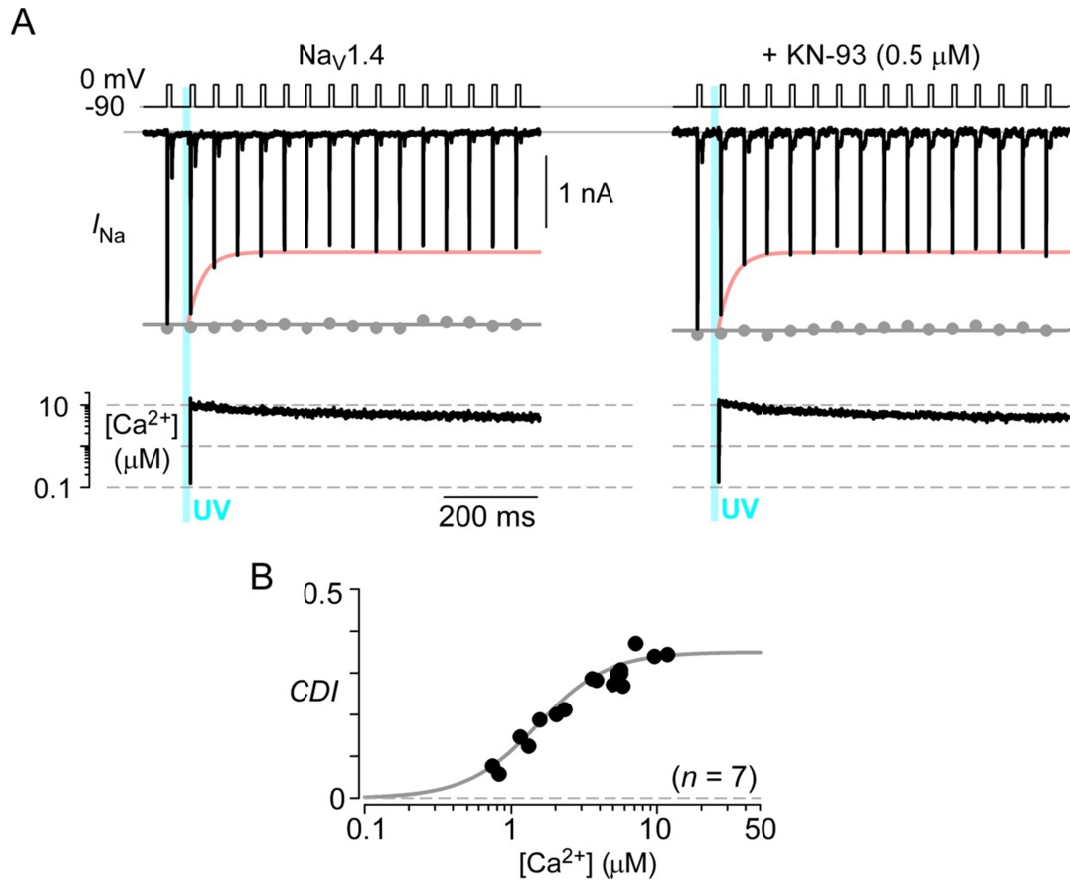 A
NaV1.4
+ KN-93 (0.5 μM)
0 mV
-90
1 nA
INa
10
[Ca2+]
(μM)
0.1
UV
UV
200 ms
B
0.5
CDI
(n = 7)
0
0.1
1
10
50
[Ca2+] (μM)